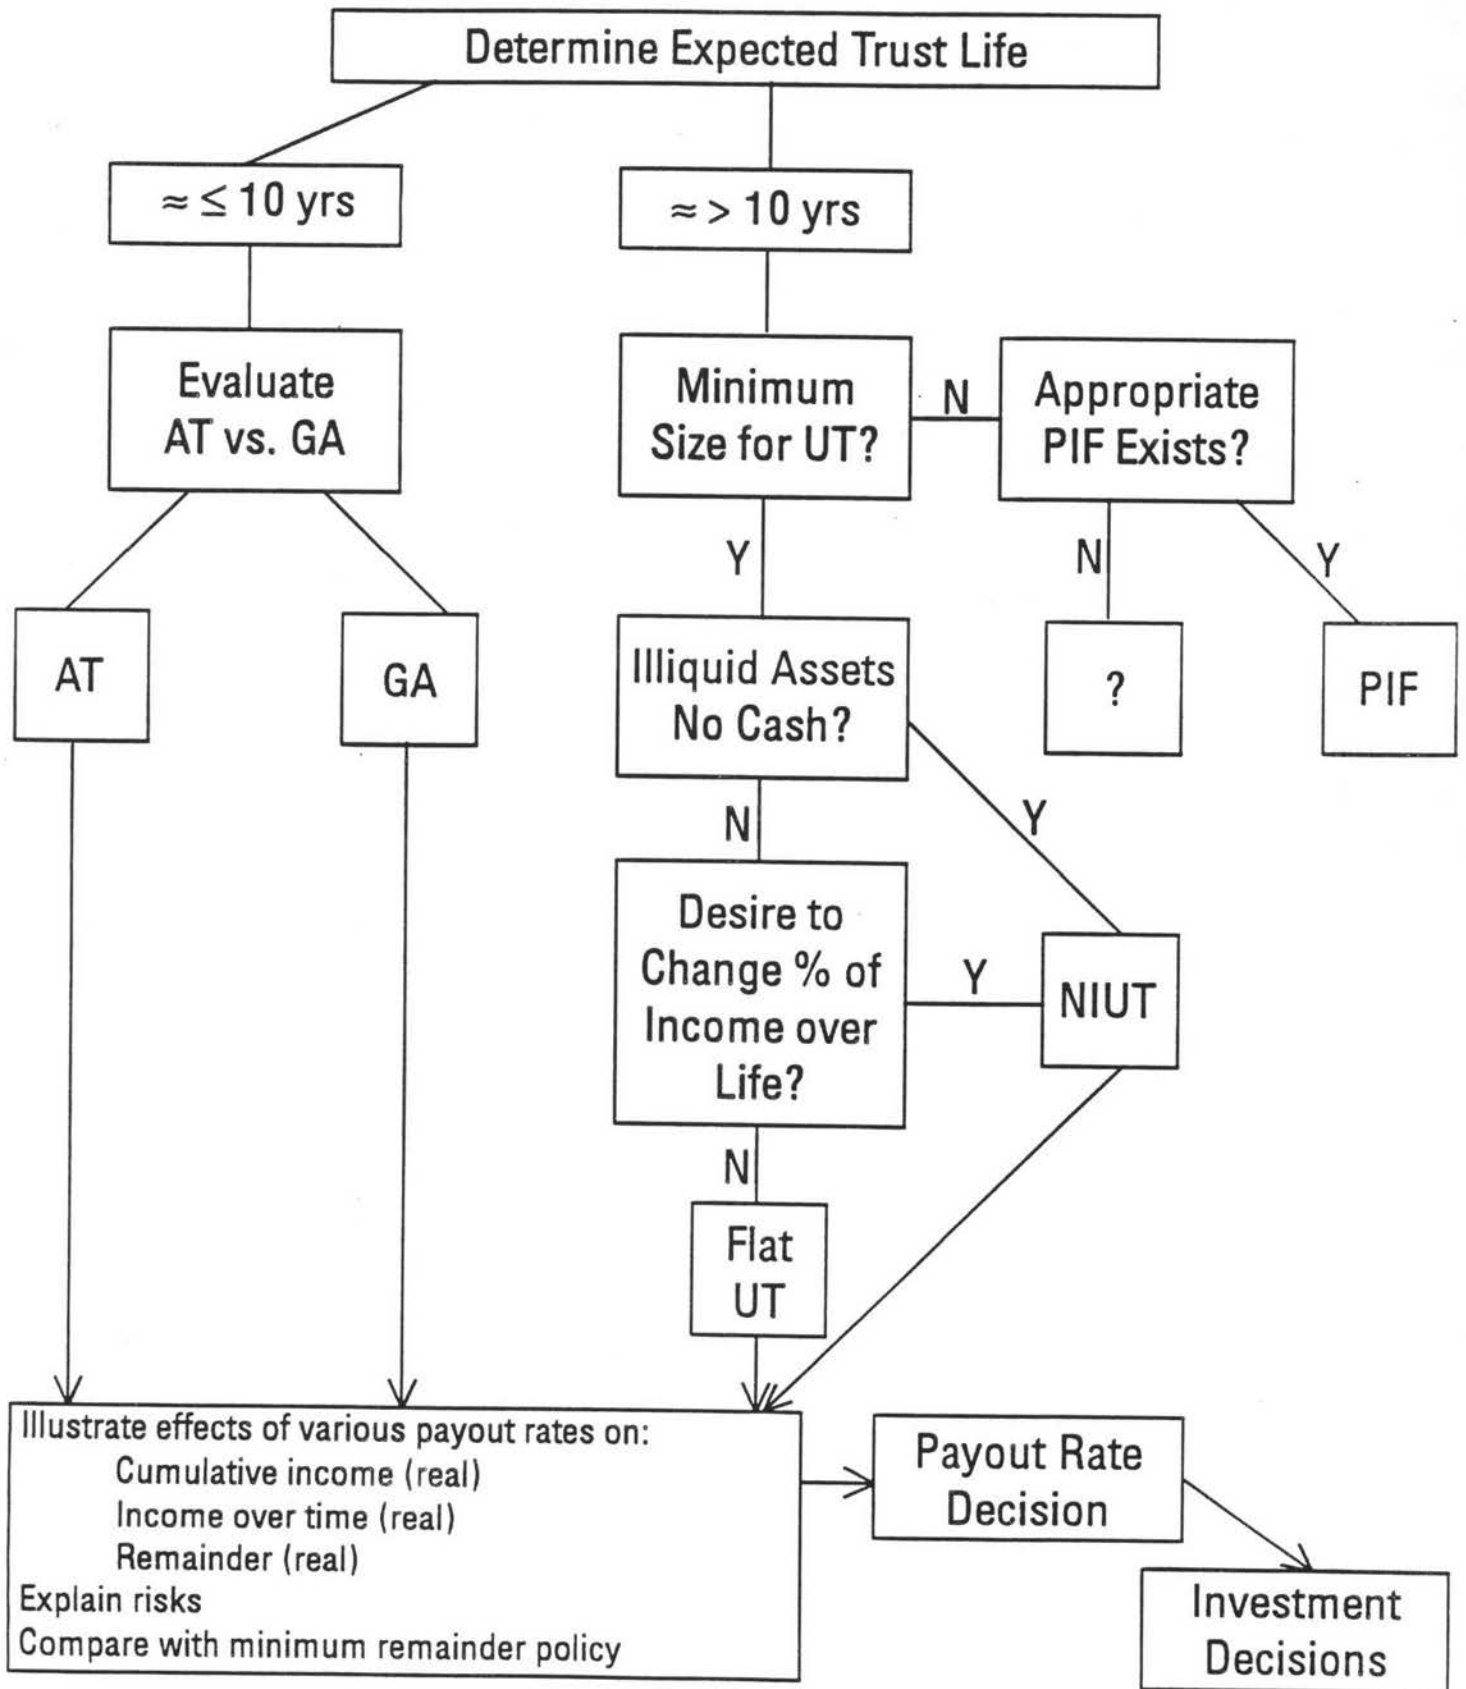 Determine Expected Trust Life
≈ ≤ 10 yrs
≈ > 10 yrs
Evaluate
AT vs. GA
Minimum
Size for UT?
N
Appropriate
PIF Exists?
Y
N
Y
AT
GA
Illiquid Assets
No Cash?
?
PIF
N
Y
Desire to
Change % of
Income over
Life?
Y
NIUT
N
Flat
UT
Illustrate effects of various payout rates on:
Cumulative income (real)
Income over time (real)
Remainder (real)
Explain risks
Compare with minimum remainder policy
Payout Rate
Decision
Investment
Decisions